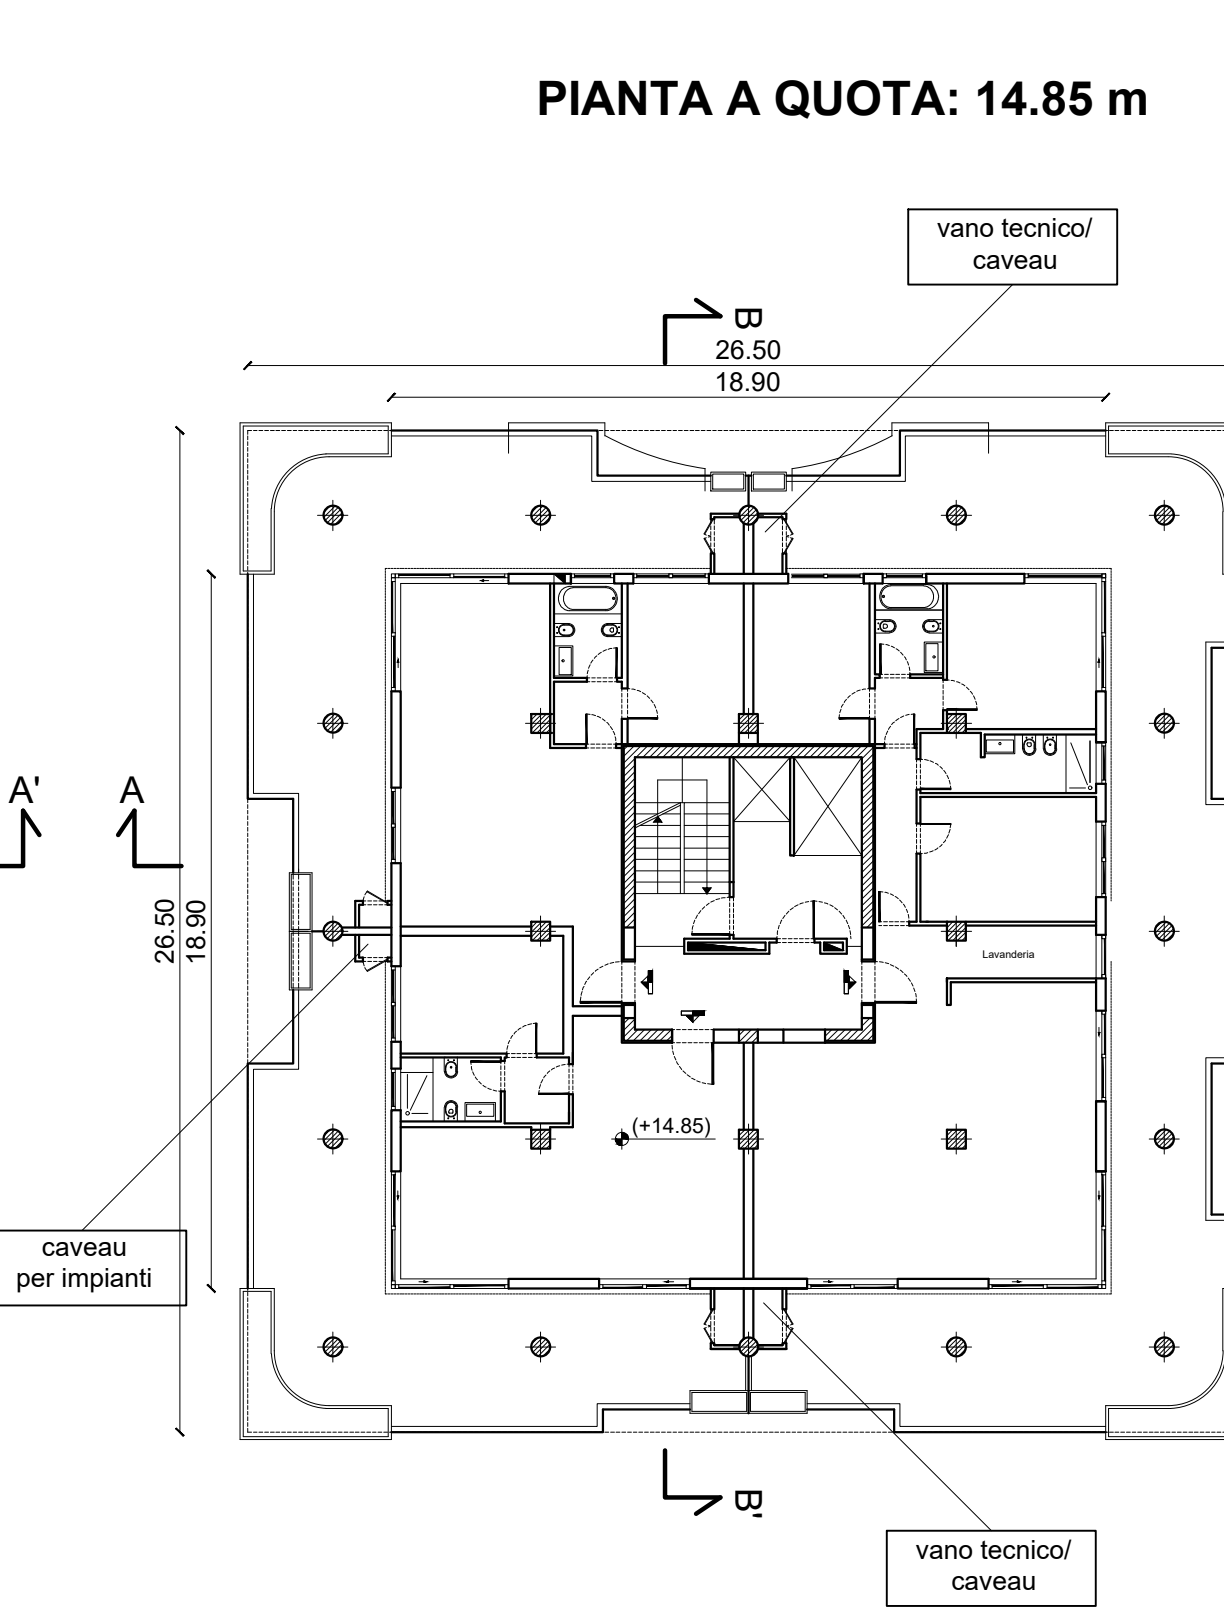 PIANTA A QUOTA: 14.85 m
vano tecnico/
caveau
B
26.50
18.90
A'
A
26.50
18.90
Lavanderia
(+14.85)
caveau
per impianti
B'
vano tecnico/
caveau